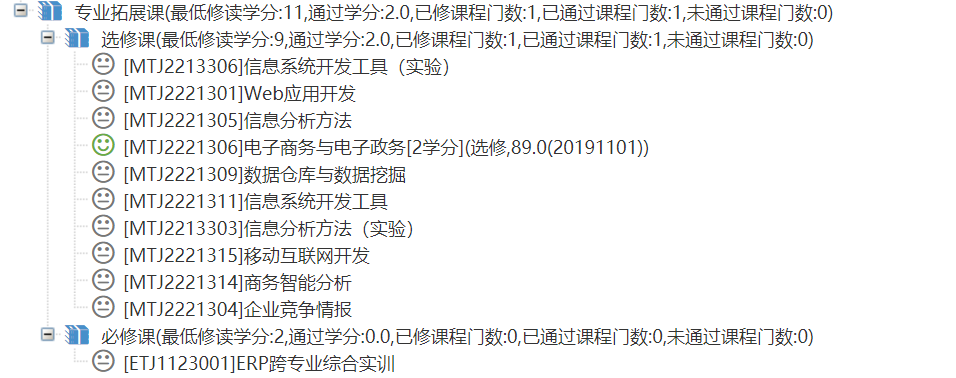 专业拓展课(最低修读学分:11,通过学分:2.0,已修课程门数:1,已通过课程门数:1,未通过课程门数:0)
选修课(最低修读学分:9,通过学分:2.0,已修课程门数:1,已通过课程门数:1,未通过课程门数:0)
[MTJ2213306]信息系统开发工具（实验）
[MTJ2221301]Web应用开发
[MTJ2221305]信息分析方法
[MTJ2221306]电子商务与电子政务[2学分](选修,89.0(20191101))
[MTJ2221309]数据仓库与数据挖掘
[MTJ2221311]信息系统开发工具
[MTJ2213303]信息分析方法（实验）
[MTJ2221315]移动互联网开发
[MTJ2221314]商务智能分析
[MTJ2221304]企业竞争情报
必修课(最低修读学分:2,通过学分:0.0,已修课程门数:0,已通过课程门数:0,未通过课程门数:0)
[ETJ1123001]ERP跨专业综合实训